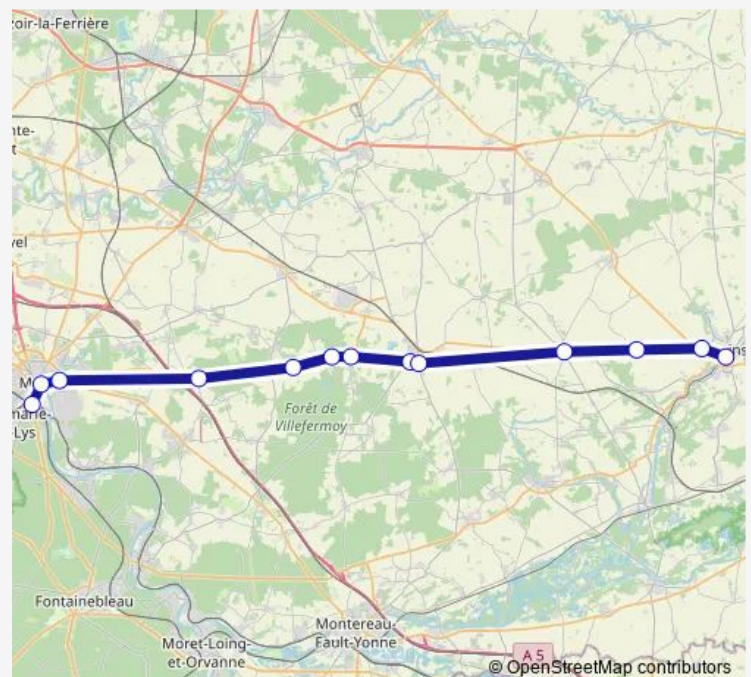 zoir-la-Ferrière
nte-
t
vel
M
marie-
Lys
Forêt de
Villefermoy
ns
Fontainebleau
Moret-Loing-
et-Orvanne
Montereau-
Fault-Yonne
A 5
© OpenStreetMap contributors